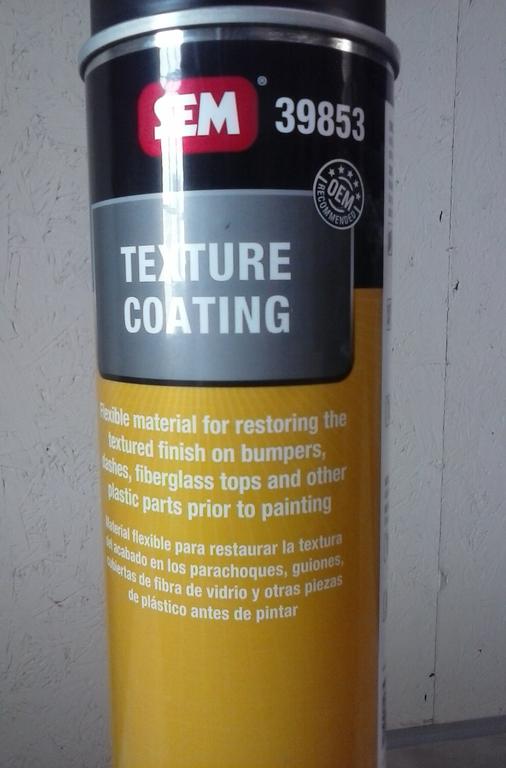 SEM® 39853
OEM
RECOMMENDED
TEXTURE
COATING
Flexible material for restoring the
textured finish on bumpers,
dashes, fiberglass tops and other
plastic parts prior to painting
Material flexible para restaurar la textura
del acabado en los parachoques, guiones,
cubiertas de fibra de vidrio y otras piezas
de plástico antes de pintar